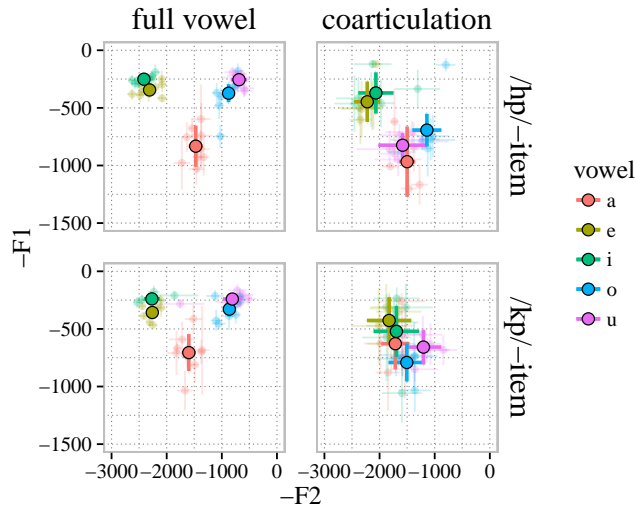 full vowel
coarticulation
0
−500
−1000
−1500
/hp/−item
0
−500
−1000
−1500
/kp/−item
−3000
−2000
−1000
0
−3000
−2000
−1000
0
−F1
−F2
vowel
a
e
i
o
u